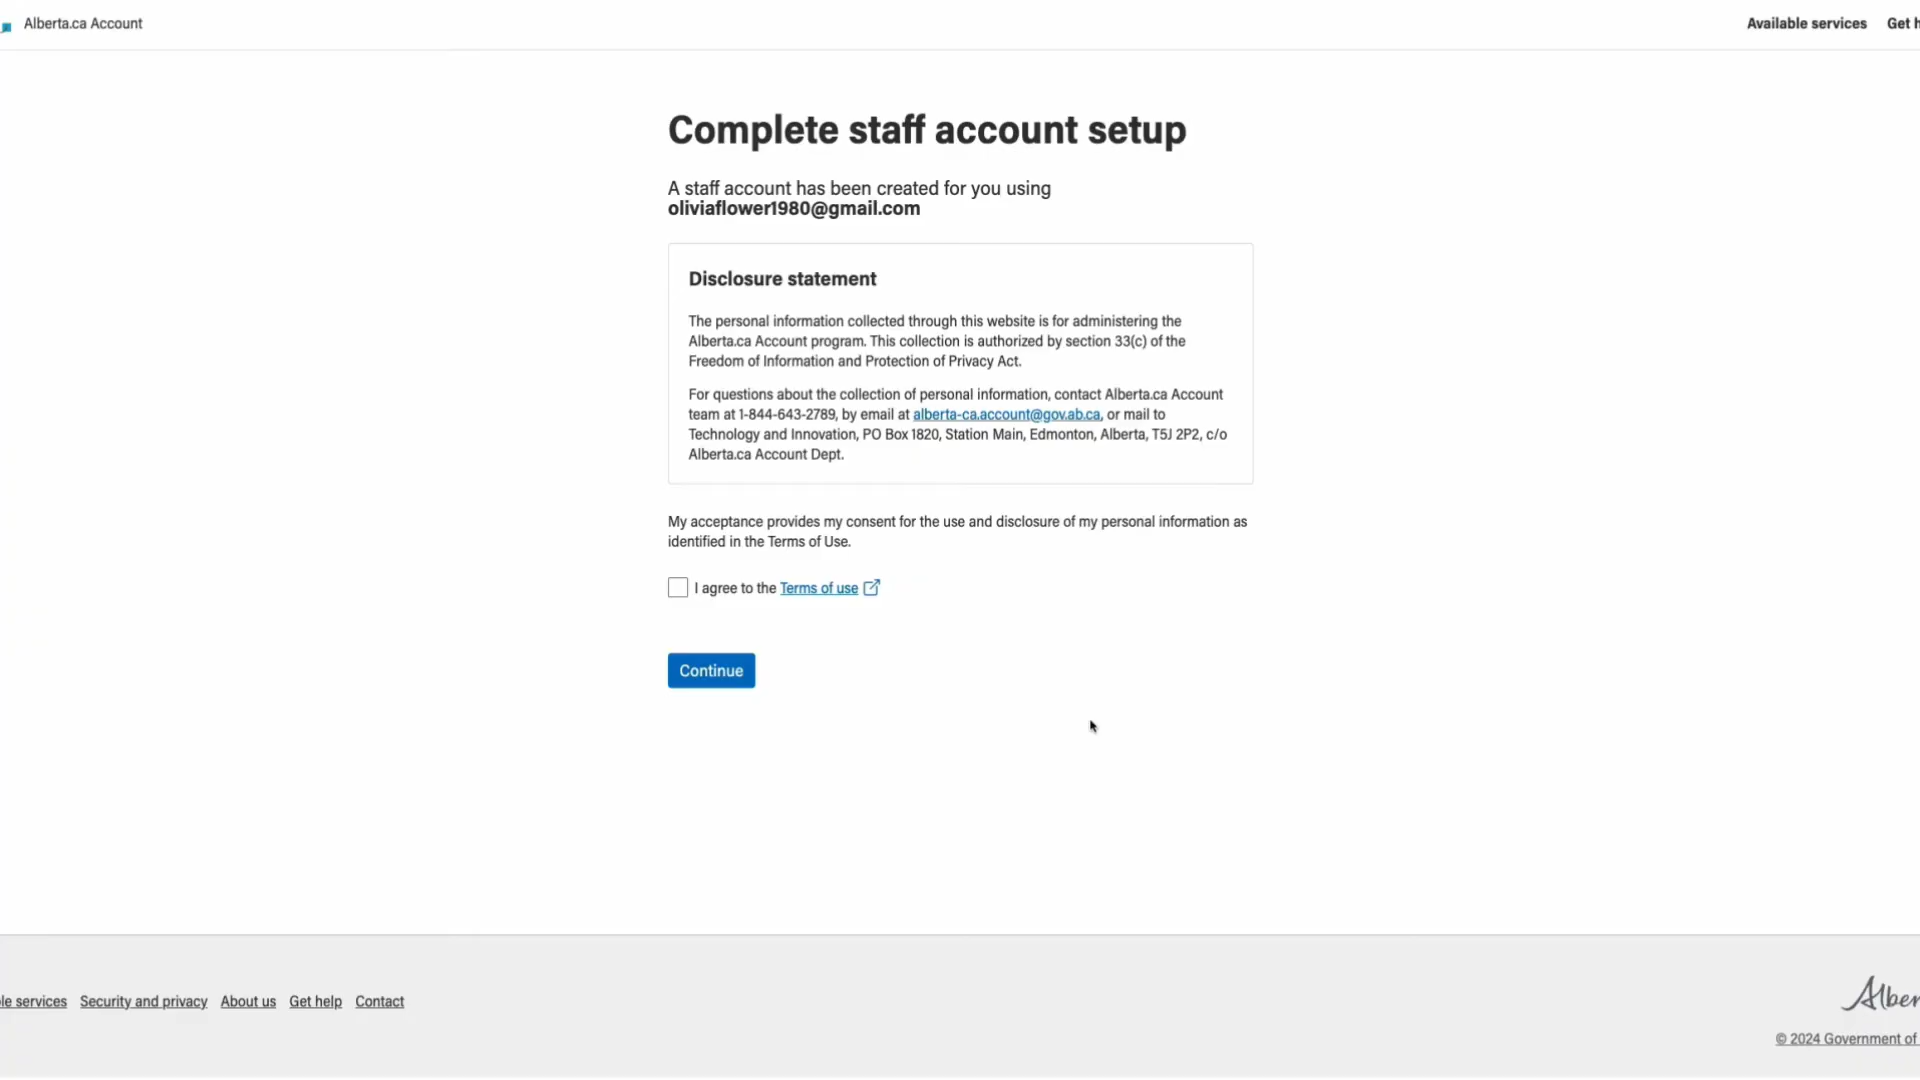 Alberta.ca Account
Available services Get
Complete staff account setup
A staff account has been created for you using
oliviaflower1980@gmail.com
Disclosure statement
The personal information collected through this website is for administering the
Alberta.ca Account program. This collection is authorized by section 33(c) of the
Freedom of Information and Protection of Privacy Act.
For questions about the collection of personal information, contact Alberta.ca Account
team at 1-844-643-2789, by email at alberta-ca.account@gov.ab.ca, or mail to
Technology and Innovation, PO Box 1820, Station Main, Edmonton, Alberta, T5J 2P2, c/o
Alberta.ca Account Dept.
My acceptance provides my consent for the use and disclosure of my personal information as
identified in the Terms of Use.
I agree to the Terms of use
Continue
services Security and privacy About us Get help Contact
© 2024 Government of